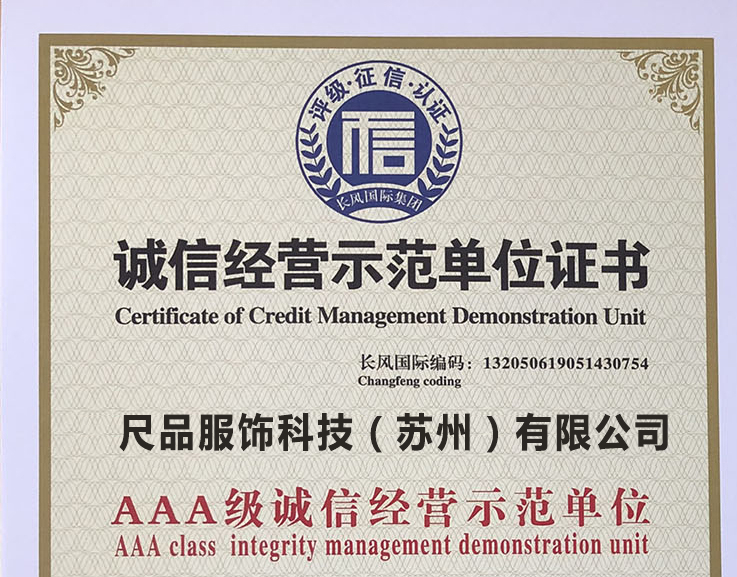 评级·征信·认证
信
长风国际集团
诚信经营示范单位证书
Certificate of Credit Management Demonstration Unit
长风国际编码：132050619051430754
Changfeng coding
尺品服饰科技（苏州）有限公司
AAA级诚信经营示范单位
AAA class integrity management demonstration unit